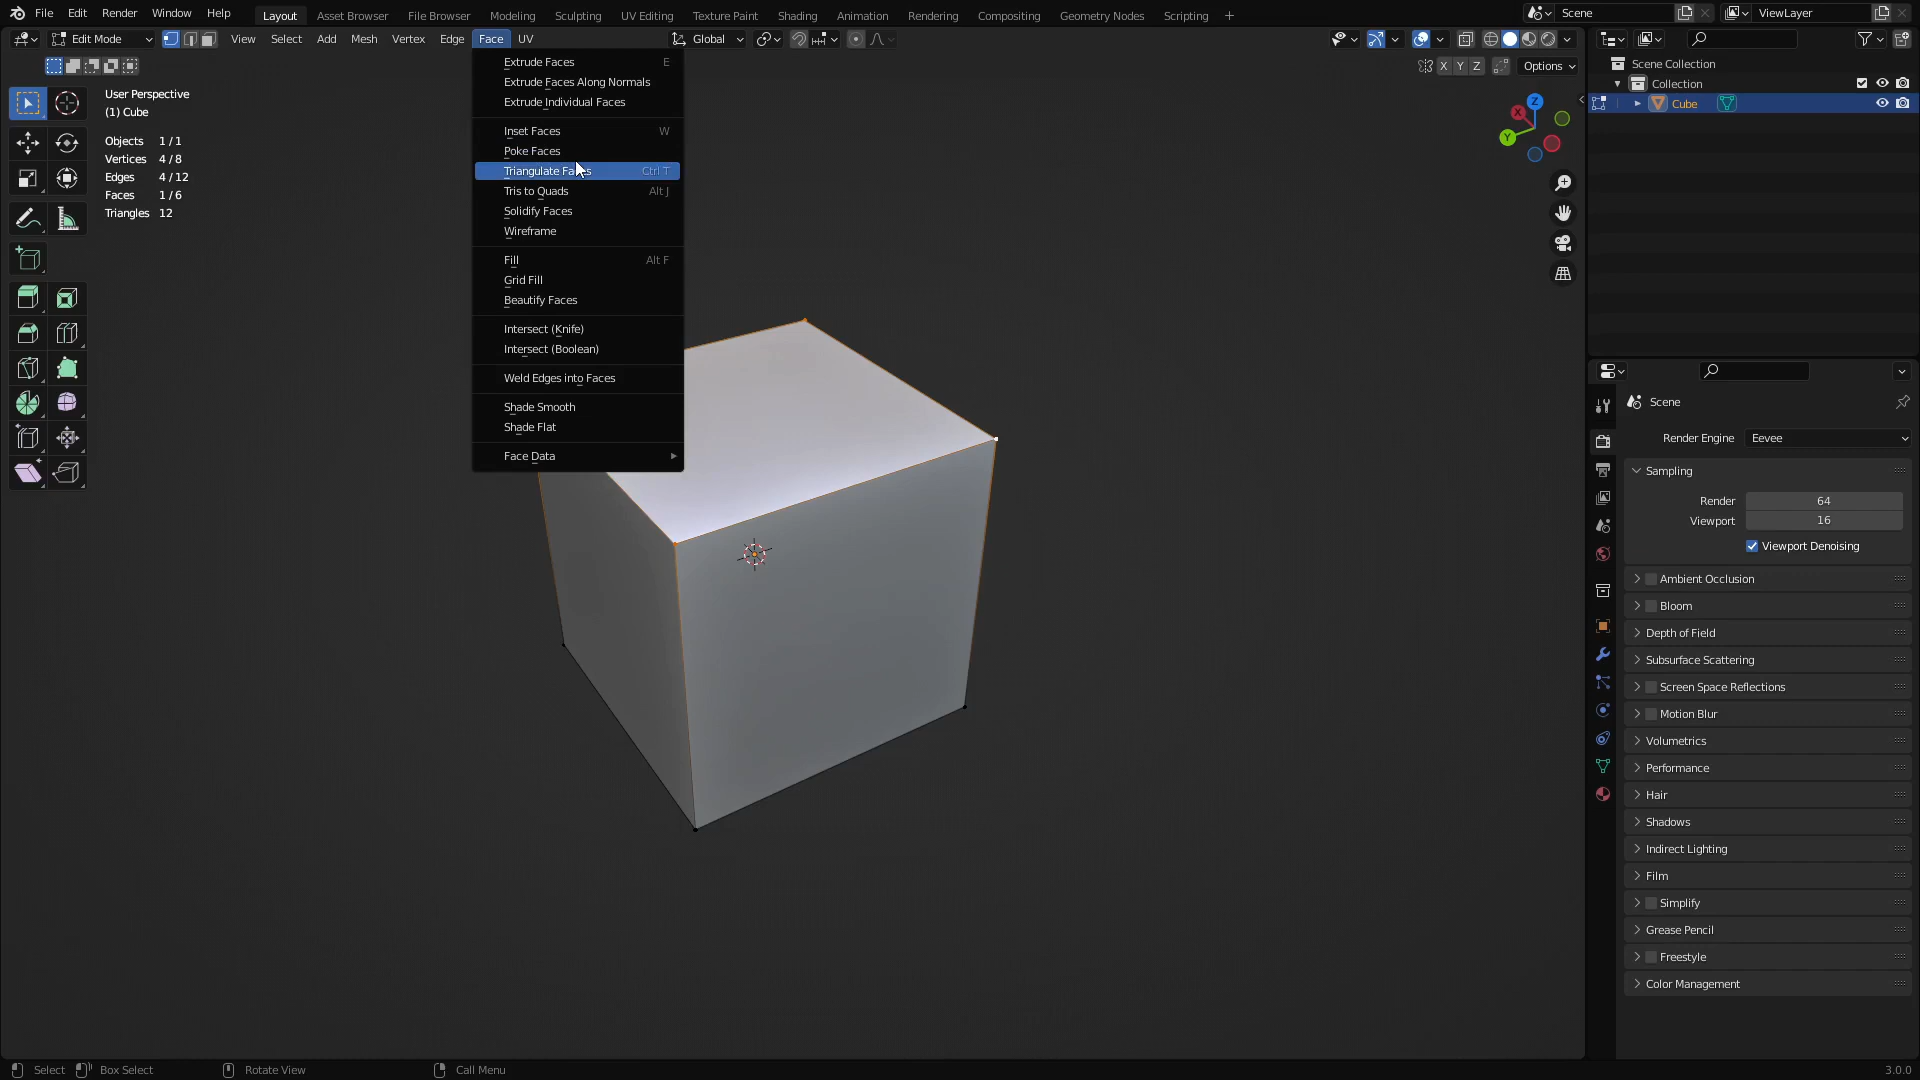 File Edit Render Window Help Layout Asset Browser File Browser Modeling Sculpting UV Editing Texture Paint Shading Animation Rendering Compositing Geometry Nodes Scripting + Scene ViewLayer
Edit Mode View Select Add Mesh Vertex Edge Face UV Global
X Y Z Options
User Perspective
(1) Cube
Objects 1 / 1
Vertices 4 / 8
Edges 4 / 12
Faces 1 / 6
Triangles 12
Extrude Faces E
Extrude Faces Along Normals
Extrude Individual Faces
Inset Faces W
Poke Faces
Triangulate Faces Ctrl T
Tris to Quads Alt J
Solidify Faces
Wireframe
Fill Alt F
Grid Fill
Beautify Faces
Intersect (Knife)
Intersect (Boolean)
Weld Edges into Faces
Shade Smooth
Shade Flat
Face Data
Z
X
Y
Scene Collection
Collection
Cube
Scene
Render Engine Eevee
Sampling
Render 64
Viewport 16
Viewport Denoising
Ambient Occlusion
Bloom
Depth of Field
Subsurface Scattering
Screen Space Reflections
Motion Blur
Volumetrics
Performance
Hair
Shadows
Indirect Lighting
Film
Simplify
Grease Pencil
Freestyle
Color Management
Select Box Select Rotate View Call Menu 3.0.0